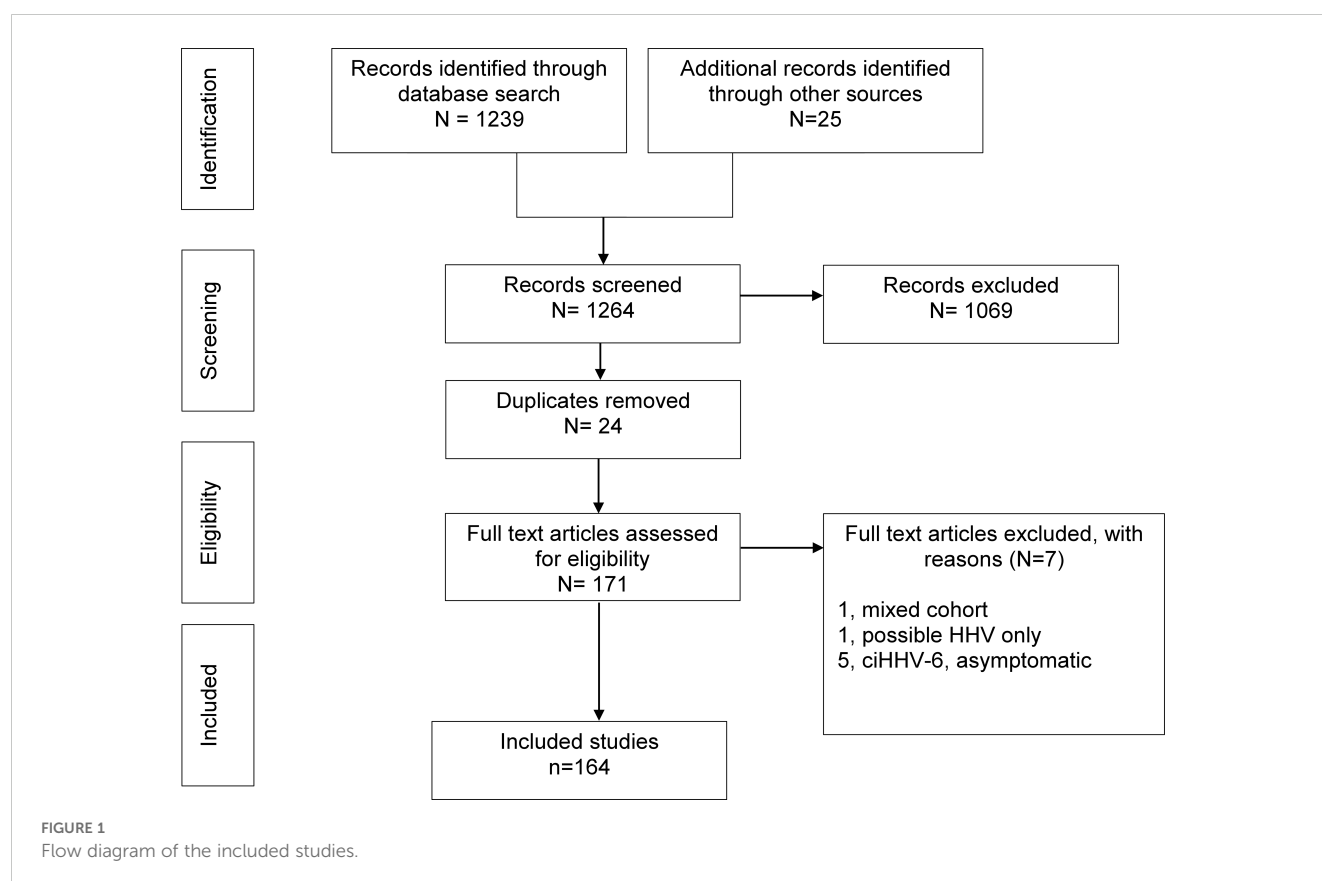 Identification
Records identified through
database search
N = 1239
Additional records identified
through other sources
N=25
Screening
Records screened
N= 1264
Records excluded
N= 1069
Duplicates removed
N= 24
Eligibility
Full text articles assessed
for eligibility
N= 171
Full text articles excluded, with
reasons (N=7)
1, mixed cohort
1, possible HHV only
5, ciHHV-6, asymptomatic
Included
Included studies
n=164
FIGURE 1
Flow diagram of the included studies.